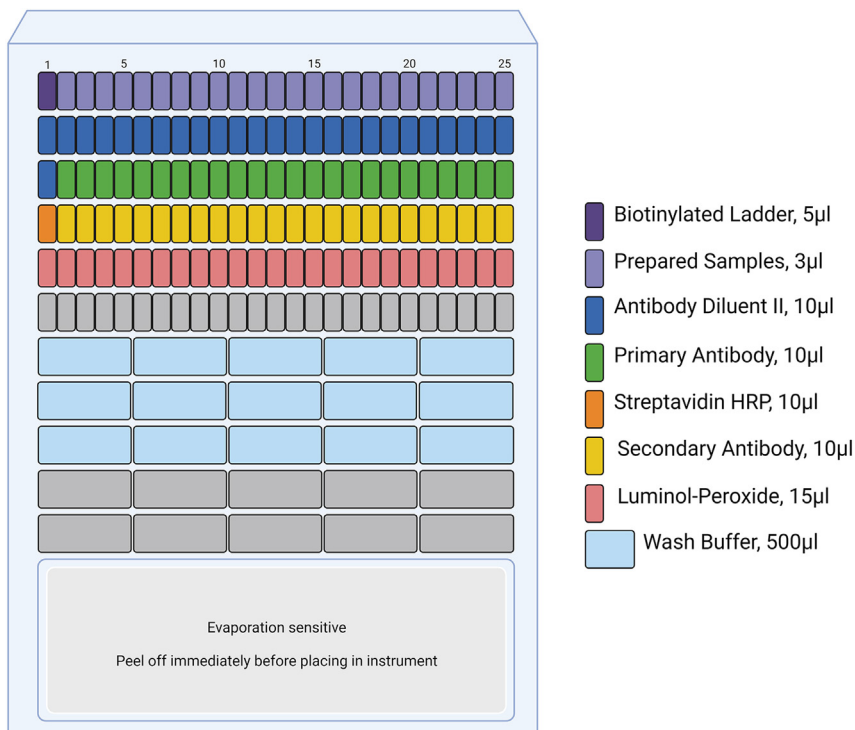 1 5 10 15 20 25
Biotinylated Ladder, 5µl
Prepared Samples, 3µl
Antibody Diluent II, 10µl
Primary Antibody, 10µl
Streptavidin HRP, 10µl
Secondary Antibody, 10µl
Luminol-Peroxide, 15µl
Wash Buffer, 500µl
Evaporation sensitive
Peel off immediately before placing in instrument